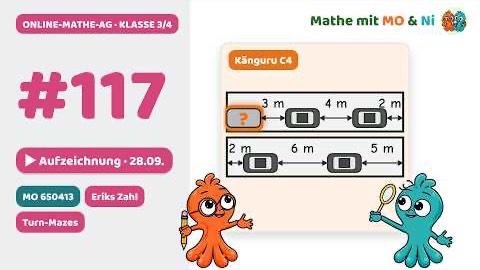 ONLINE-MATHE-AG · KLASSE 3/4
Mathe mit MO & Ni
#117
Känguru C4
3 m 4 m 2 m
?
2 m 6 m 5 m
▶ Aufzeichnung · 28.09.
MO 650413 Eriks Zahl
Turn-Mazes